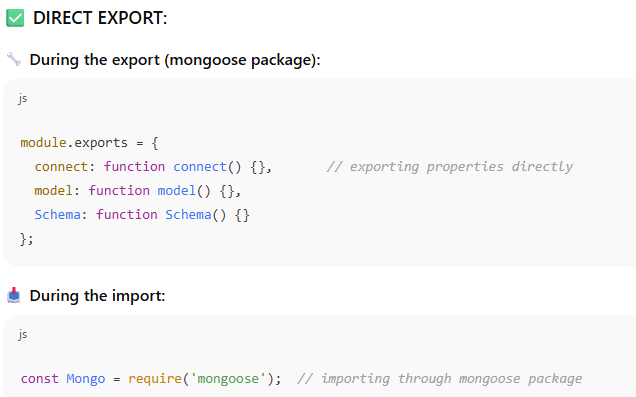 ✅ DIRECT EXPORT:
🔧 During the export (mongoose package):
js
module.exports = {
  connect: function connect() {},       // exporting properties directly
  model: function model() {},
  Schema: function Schema() {}
};
📥 During the import:
js
const Mongo = require('mongoose');  // importing through mongoose package